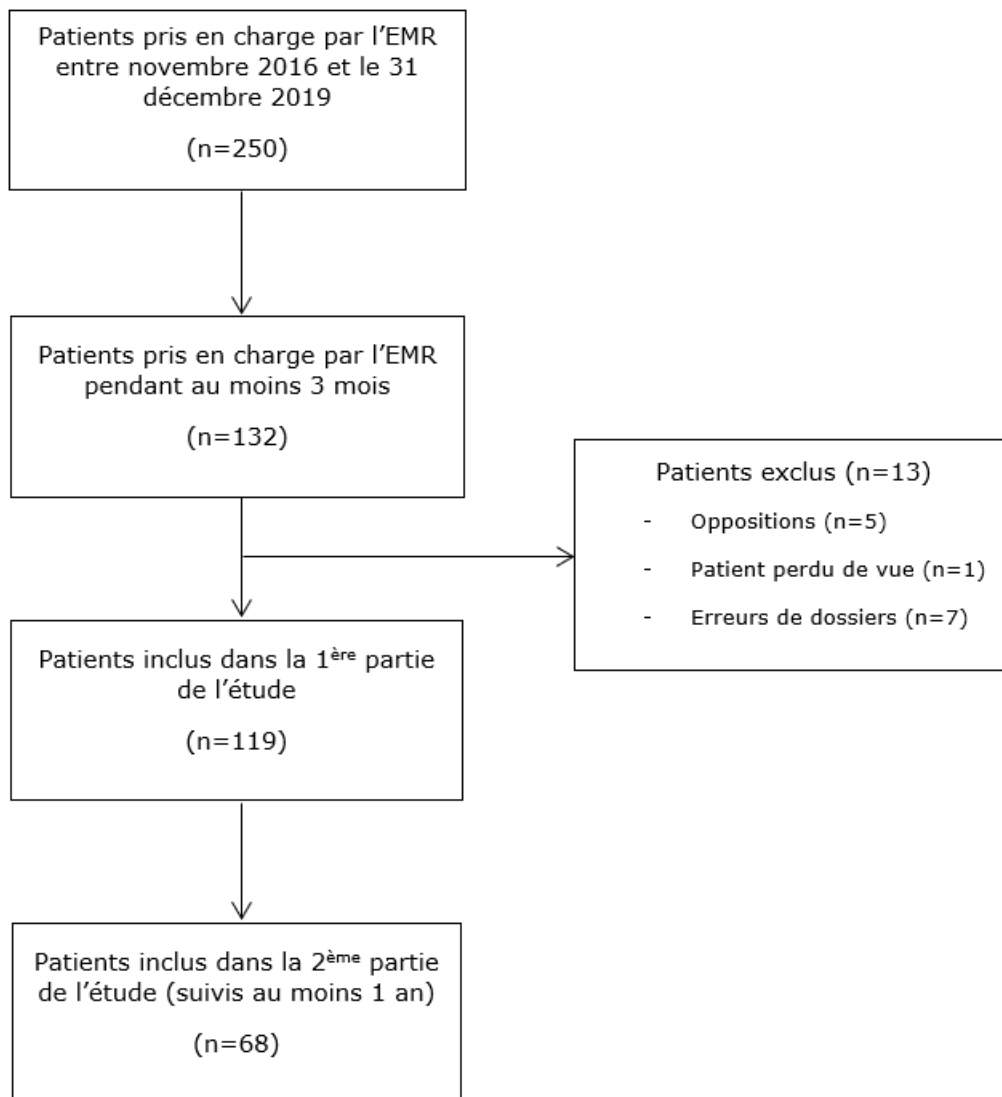 Patients pris en charge par l'EMR
entre novembre 2016 et le 31
décembre 2019
(n=250)
Patients pris en charge par l'EMR
pendant au moins 3 mois
(n=132)
Patients exclus (n=13)
- Oppositions (n=5)
- Patient perdu de vue (n=1)
- Erreurs de dossiers (n=7)
Patients inclus dans la 1ère partie
de l'étude
(n=119)
Patients inclus dans la 2ème partie
de l'étude (suivis au moins 1 an)
(n=68)